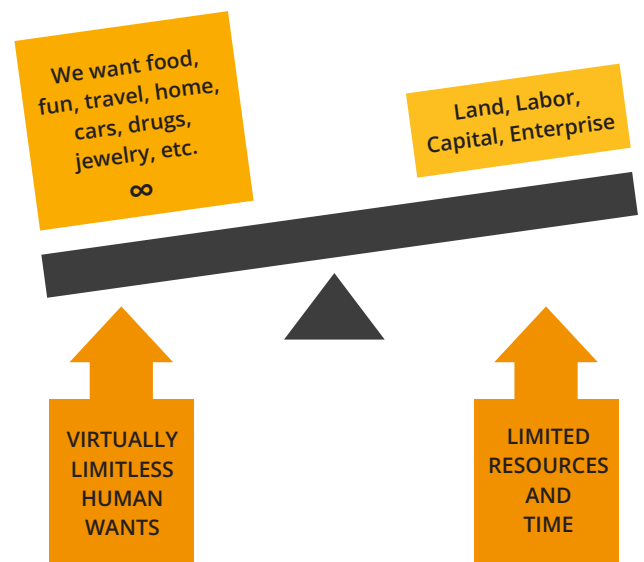 We want food,
fun, travel, home,
cars, drugs,
jewelry, etc.
∞
Land, Labor,
Capital, Enterprise
VIRTUALLY
LIMITLESS
HUMAN
WANTS
LIMITED
RESOURCES
AND
TIME